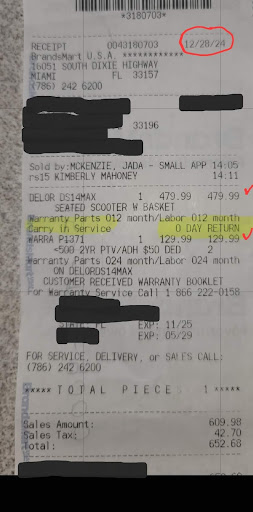 *3180703*
RECEIPT 0043180703 12/28/24
BrandsMart U.S.A. ************
16051 SOUTH DIXIE HIGHWAY
MIAMI FL 33157
(786) 242 6200
33196
Sold by:MCKENZIE, JADA - SMALL APP 14:05
rs15 KIMBERLY MAHONEY 14:11
DELOR DS14MAX 1 479.99 479.99
SEATED SCOOTER W BASKET
Warranty Parts 012 month/Labor 012 month
Carry in Service 0 DAY RETURN
WARRA P1371 1 129.99 129.99
<500 2YR PTV/ADH $50 DED 2
Warranty Parts 024 month/Labor 024 month
ON DELORDS14MAX
CUSTOMER RECEIVED WARRANTY BOOKLET
For Warranty Service Call 1 866 222-0158
EXP: 11/25
EXP: 05/29
FOR SERVICE, DELIVERY, or SALES CALL:
(786) 242 6200
***** TOTAL PIECES 1 *****
Sales Amount: 609.98
Sales Tax: 42.70
Total: 652.68